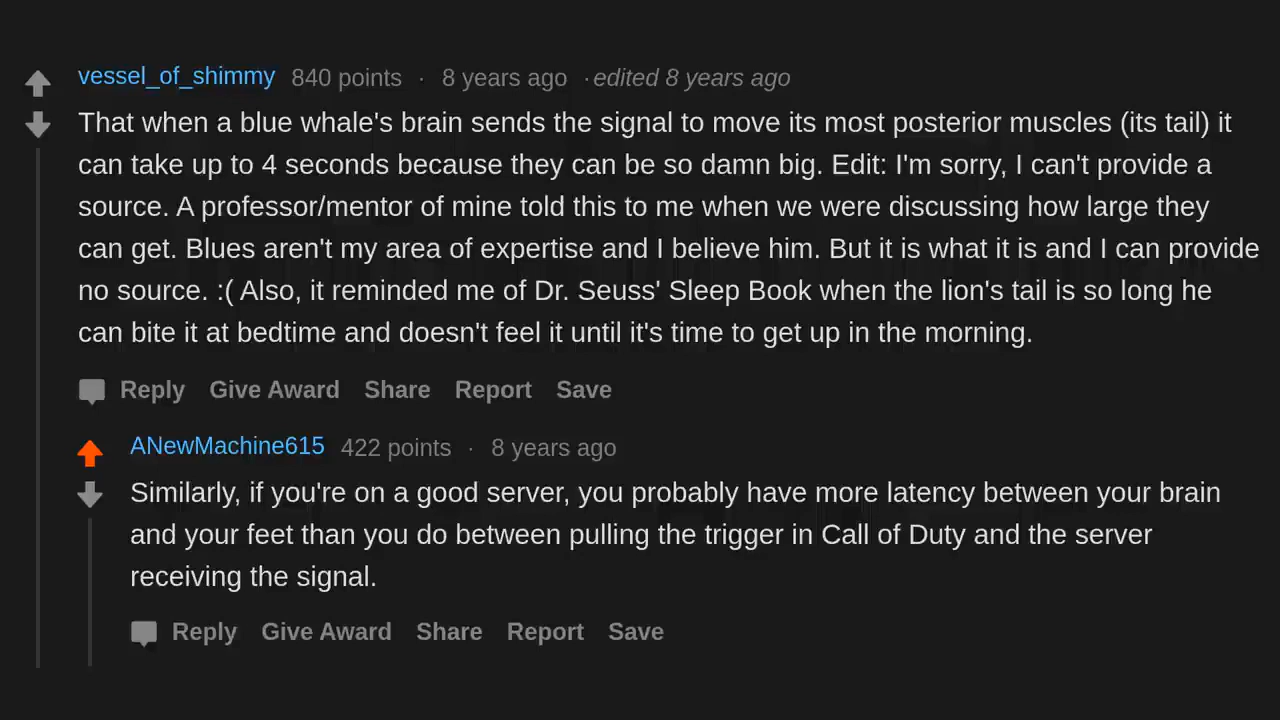 vessel_of_shimmy 840 points · 8 years ago · edited 8 years ago
That when a blue whale's brain sends the signal to move its most posterior muscles (its tail) it
can take up to 4 seconds because they can be so damn big. Edit: I'm sorry, I can't provide a
source. A professor/mentor of mine told this to me when we were discussing how large they
can get. Blues aren't my area of expertise and I believe him. But it is what it is and I can provide
no source. :( Also, it reminded me of Dr. Seuss' Sleep Book when the lion's tail is so long he
can bite it at bedtime and doesn't feel it until it's time to get up in the morning.
Reply Give Award Share Report Save
ANewMachine615 422 points · 8 years ago
Similarly, if you're on a good server, you probably have more latency between your brain
and your feet than you do between pulling the trigger in Call of Duty and the server
receiving the signal.
Reply Give Award Share Report Save